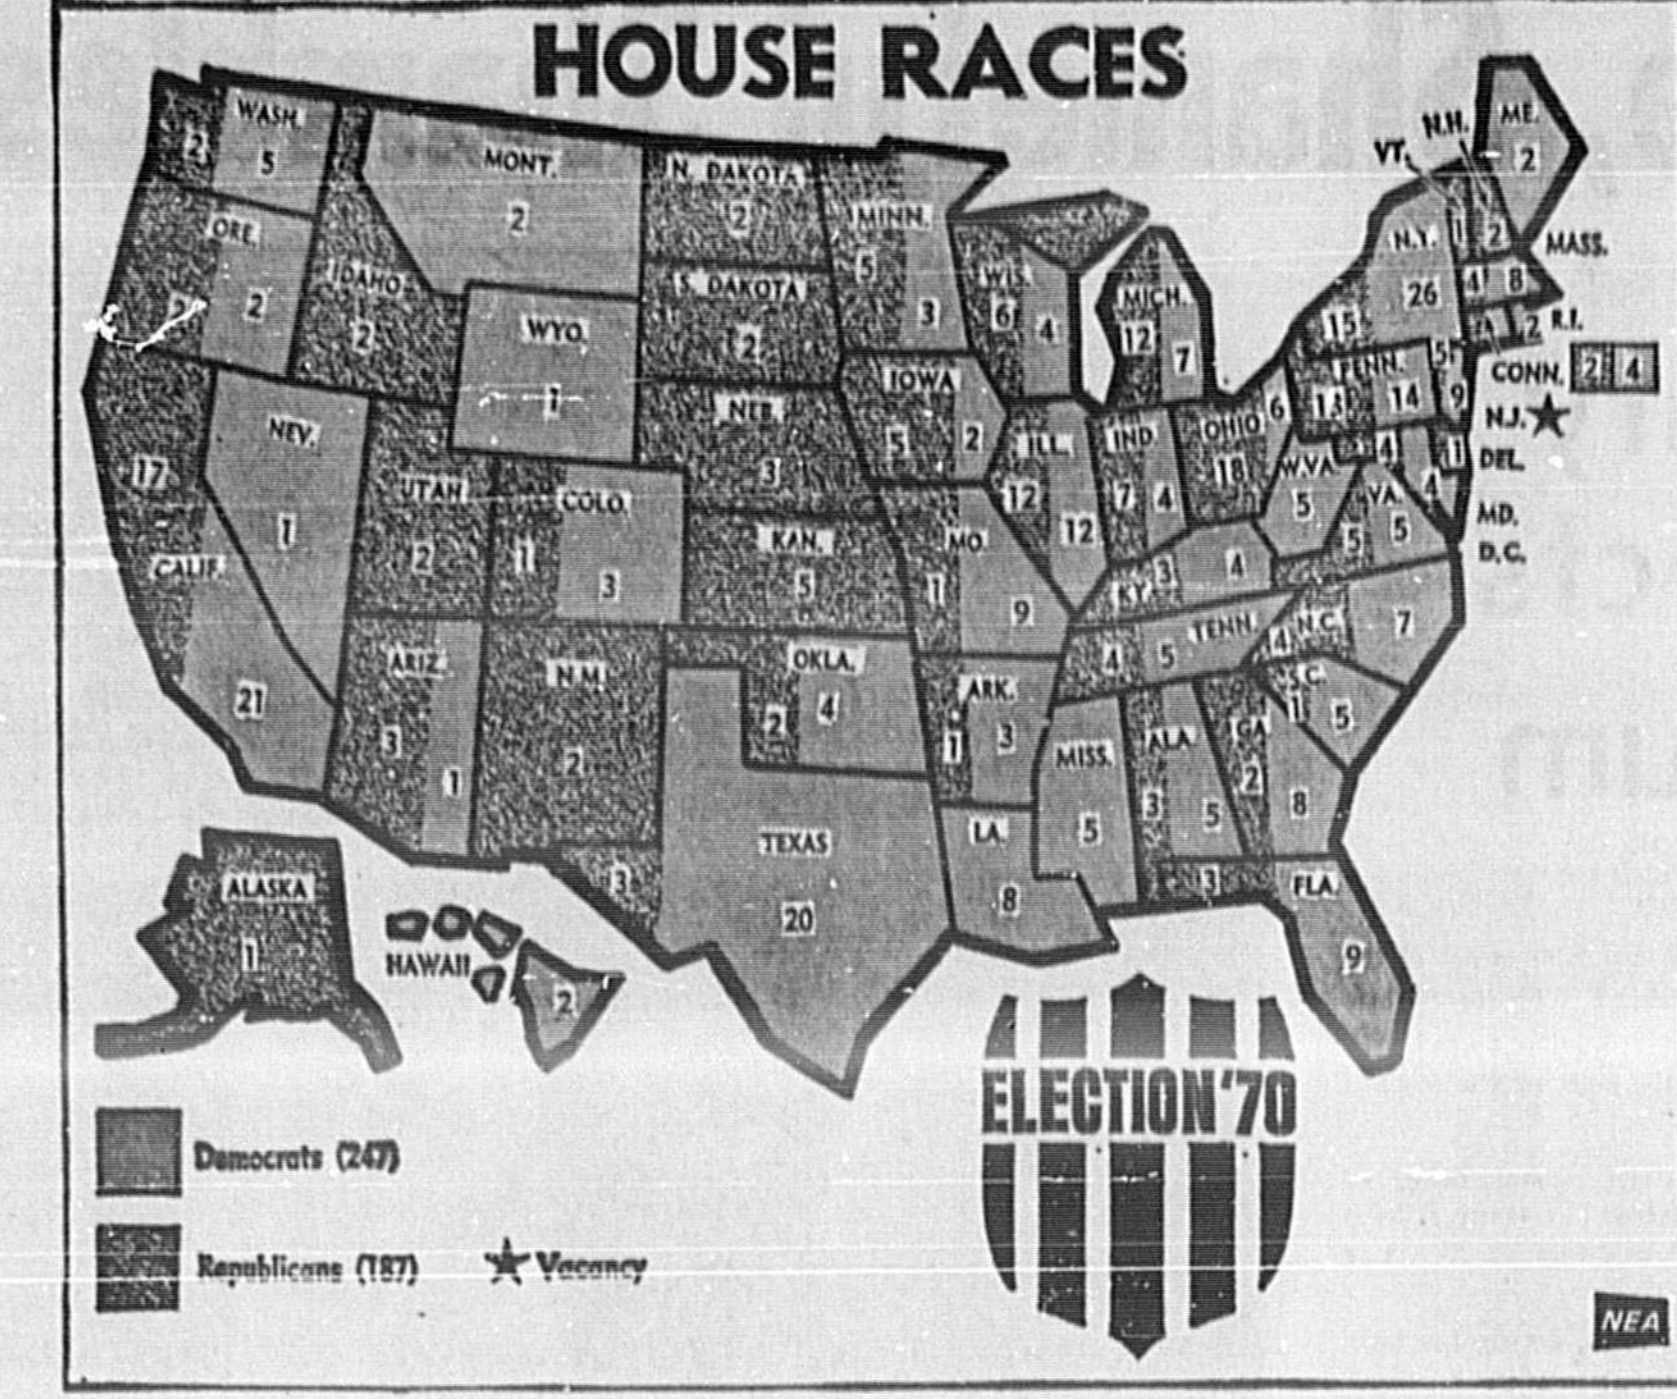 HOUSE RACES
WASH.
2
5
MONT.
2
N. DAKOTA
2
MINN.
5
3
ORE.
2
2
IDAHO
2
WYO.
1
S. DAKOTA
2
WIS.
6
4
MICH.
12
7
N.H.
VT.
ME.
2
N.Y.
15
26
1
2
MASS.
4
8
2
R.I.
CONN.
2
4
N.J.
5
9
PENN.
13
14
NEV.
1
NEB.
3
IOWA
5
2
ILL.
12
12
IND.
7
4
OHIO
18
6
CALIF.
17
21
UTAH
2
COLO.
1
3
KAN.
5
MO.
1
9
W.VA.
5
VA.
5
5
4
4
1
DEL.
MD.
D.C.
KY.
3
4
TENN.
4
5
N.C.
4
7
ARIZ.
3
1
N.M.
2
OKLA.
2
4
ARK.
1
3
S.C.
1
5
MISS.
5
ALA.
3
5
GA.
2
8
TEXAS
3
20
LA.
8
3
FLA.
9
ALASKA
1
HAWAII
2
ELECTION '70
Democrats (247)
Republicans (187)
Vacancy
NEA